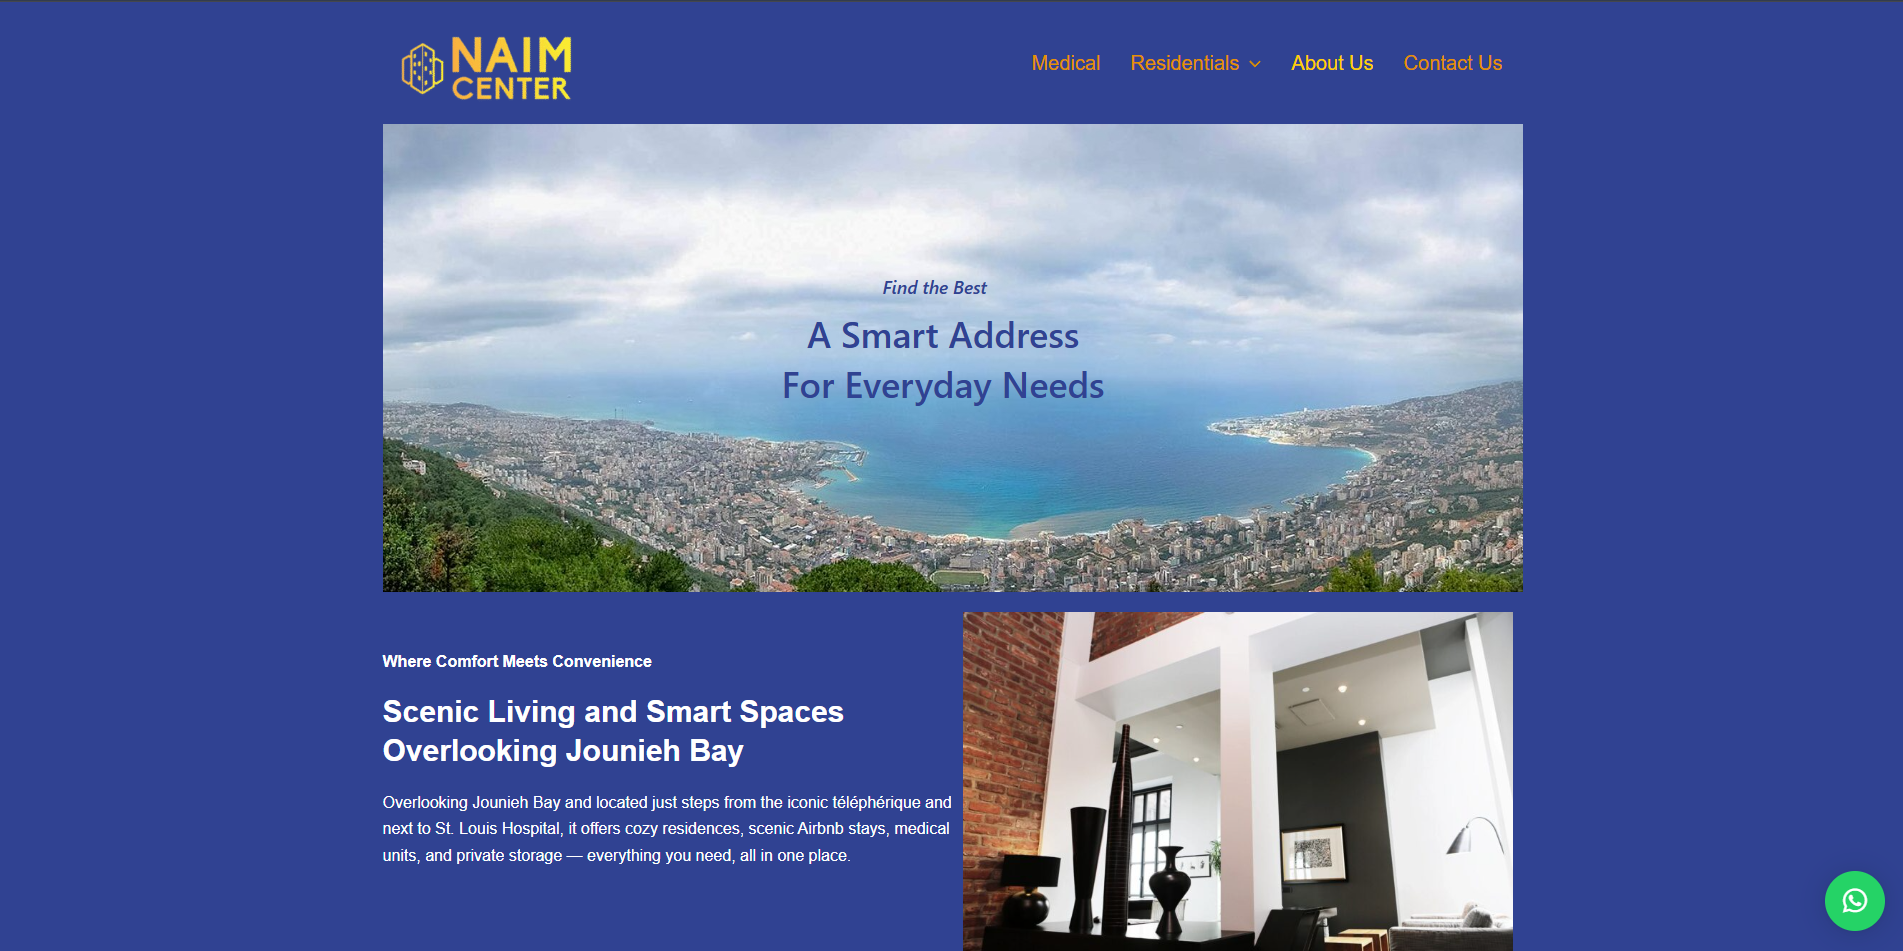 NAIM
CENTER
Medical
Residentials
About Us
Contact Us
Find the Best
A Smart Address
For Everyday Needs
Where Comfort Meets Convenience
Scenic Living and Smart Spaces
Overlooking Jounieh Bay
Overlooking Jounieh Bay and located just steps from the iconic téléphérique and
next to St. Louis Hospital, it offers cozy residences, scenic Airbnb stays, medical
units, and private storage — everything you need, all in one place.